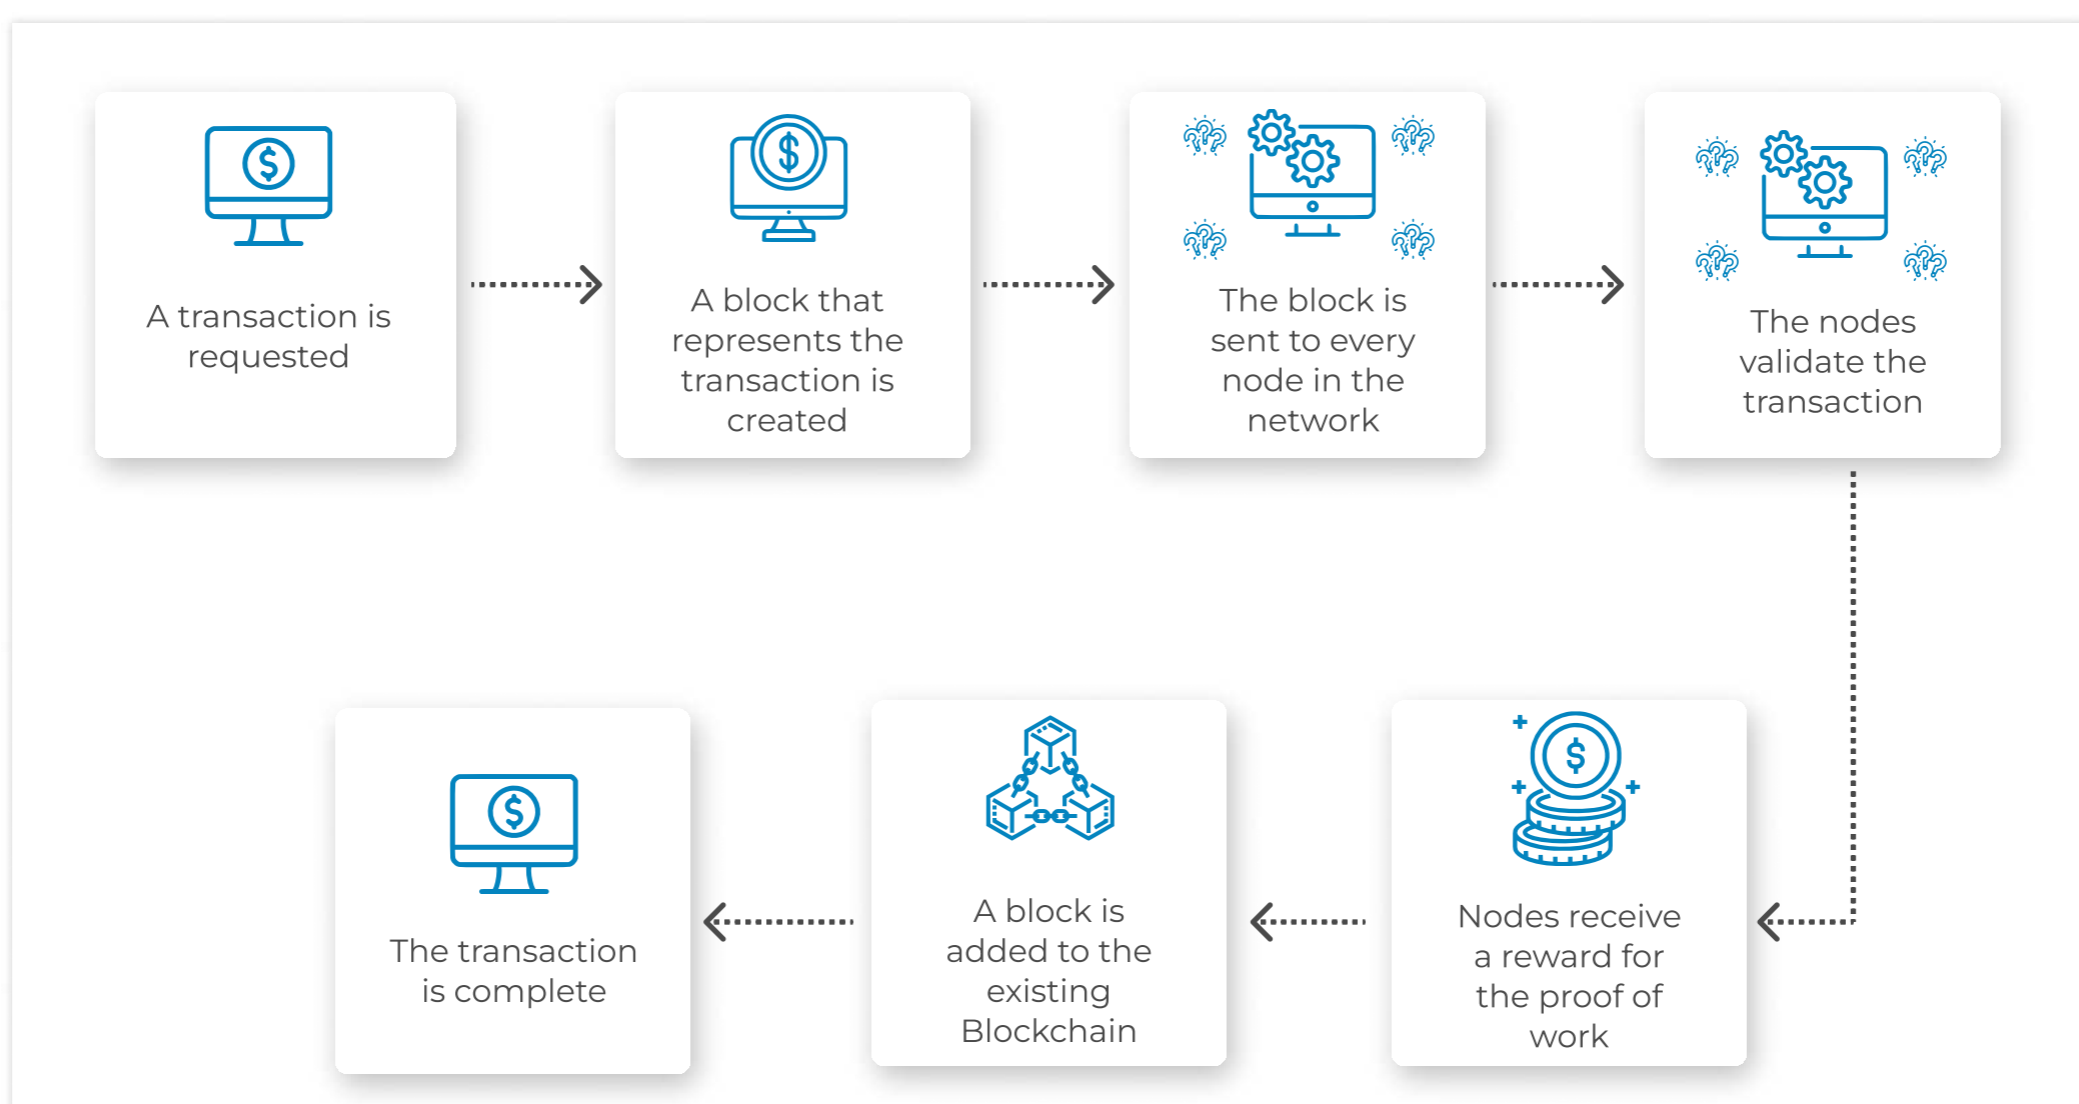 A transaction is
requested
A block that
represents the
transaction is
created
The block is
sent to every
node in the
network
The nodes
validate the
transaction
Nodes receive
a reward for
the proof of
work
A block is
added to the
existing
Blockchain
The transaction
is complete